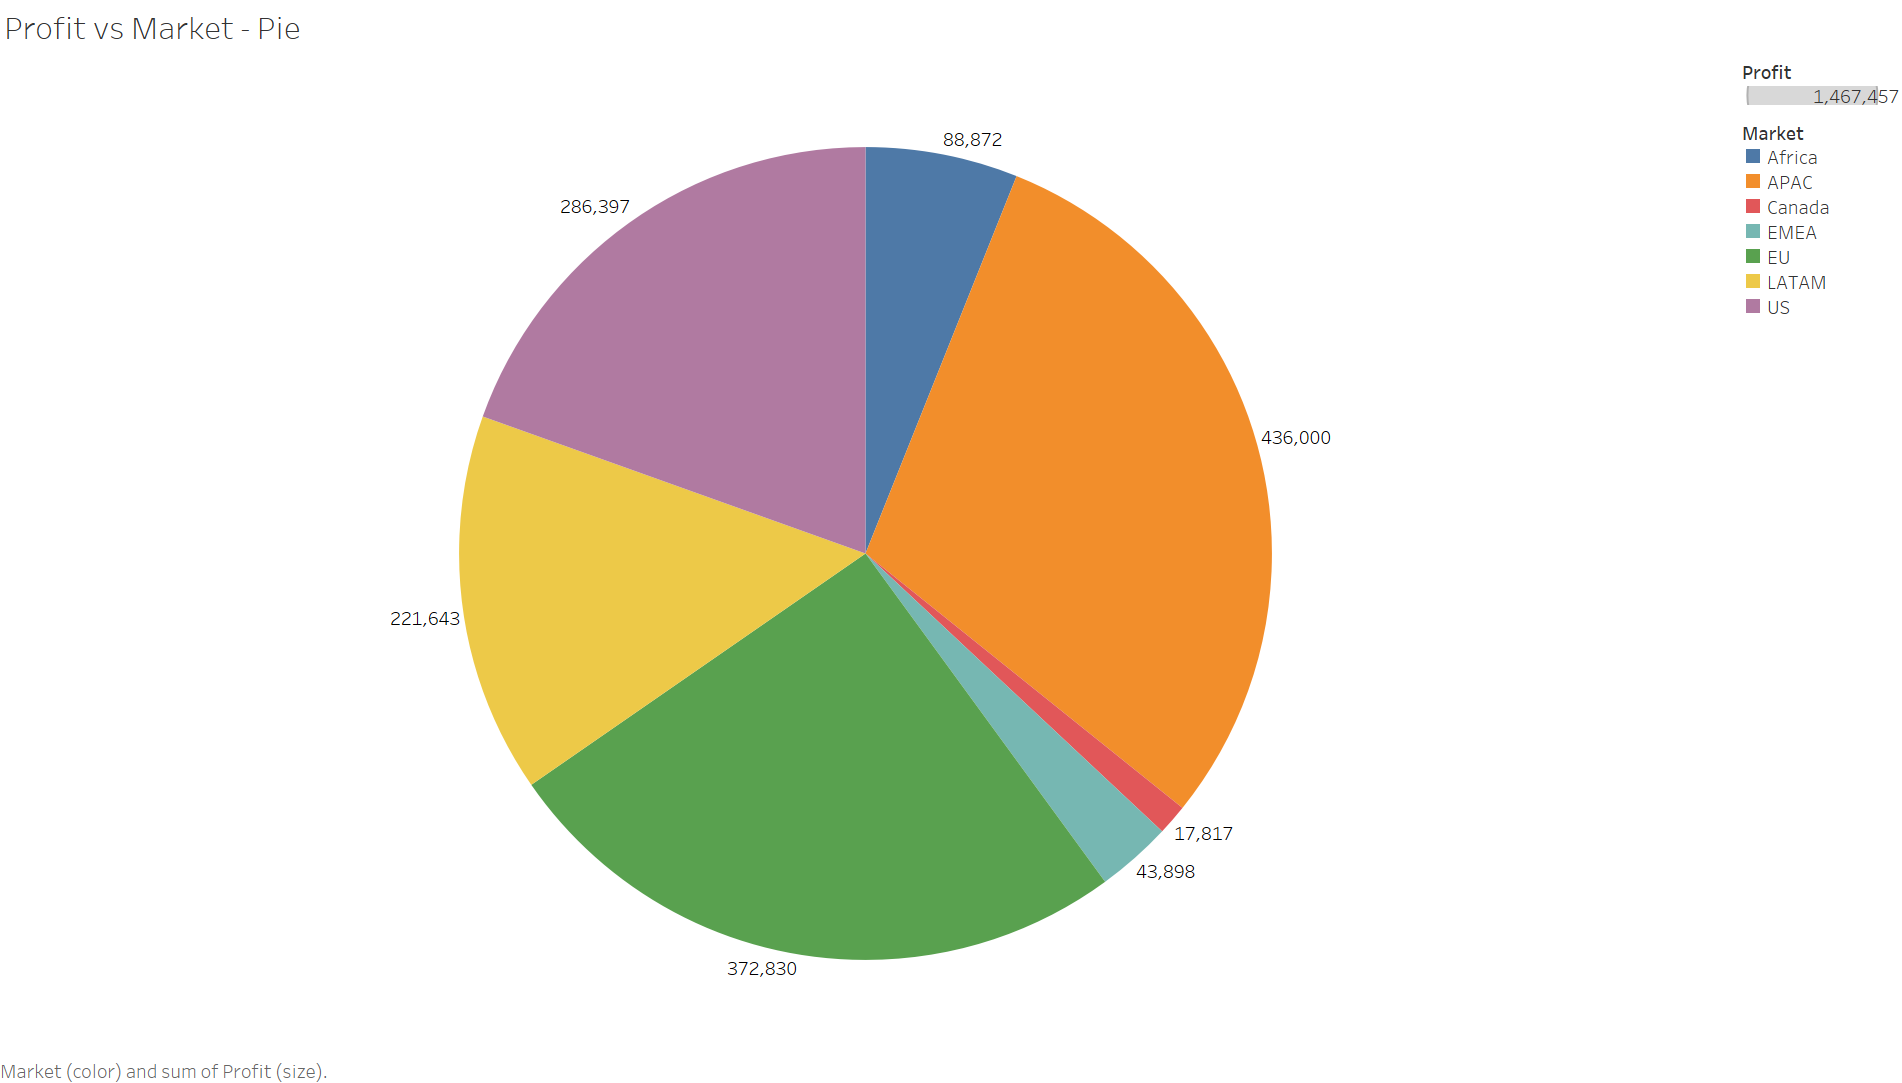 Profit vs Market - Pie
Profit
1,467,457
Market
Africa
APAC
Canada
EMEA
EU
LATAM
US
88,872
286,397
436,000
221,643
17,817
43,898
372,830
Market (color) and sum of Profit (size).